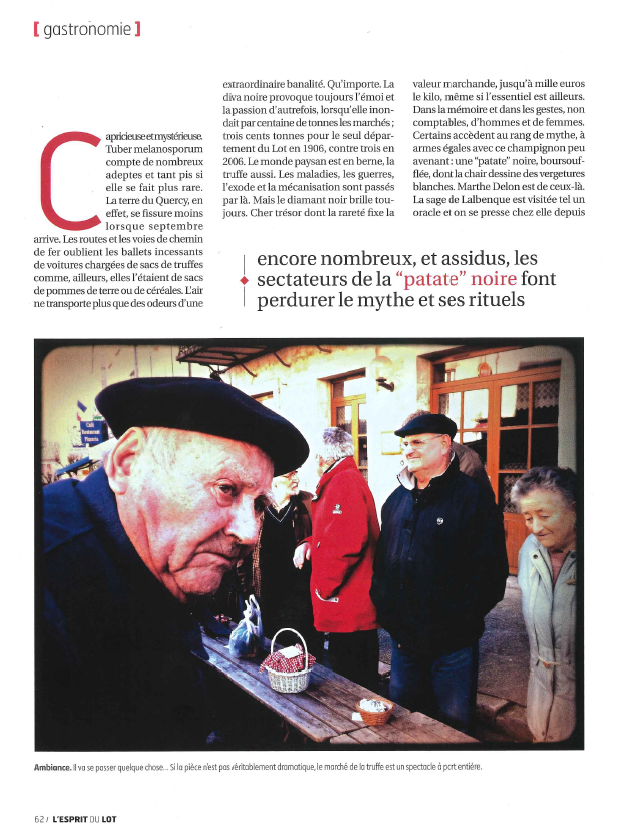 [ gastronomie ]
Capricieuse et mystérieuse.
Tuber melanosporum
compte de nombreux
adeptes et tant pis si
elle se fait plus rare.
La terre du Quercy, en
effet, se fissure moins
lorsque septembre
arrive. Les routes et les voies de chemin
de fer oublient les ballets incessants
de voitures chargées de sacs de truffes
comme, ailleurs, elles l'étaient de sacs
de pommes de terre ou de céréales. L'air
ne transporte plus que des odeurs d'une
extraordinaire banalité. Qu'importe. La
diva noire provoque toujours l'émoi et
la passion d'autrefois, lorsqu'elle inon-
dait par centaine de tonnes les marchés ;
trois cents tonnes pour le seul dépar-
tement du Lot en 1906, contre trois en
2006. Le monde paysan est en berne, la
truffe aussi. Les maladies, les guerres,
l'exode et la mécanisation sont passés
par là. Mais le diamant noir brille tou-
jours. Cher trésor dont la rareté fixe la
valeur marchande, jusqu'à mille euros
le kilo, même si l'essentiel est ailleurs.
Dans la mémoire et dans les gestes, non
comptables, d'hommes et de femmes.
Certains accèdent au rang de mythe, à
armes égales avec ce champignon peu
avenant : une "patate" noire, boursouf-
flée, dont la chair dessine des vergetures
blanches. Marthe Delon est de ceux-là.
La sage de Lalbenque est visitée tel un
oracle et on se presse chez elle depuis
encore nombreux, et assidus, les
sectateurs de la "patate" noire font
perdurer le mythe et ses rituels
Café
Restaurant
Pizzeria
Ambiance. Il va se passer quelque chose... Si la pièce n'est pas véritablement dramatique, le marché de la truffe est un spectacle à part entière.
62 / L'ESPRIT DU LOT